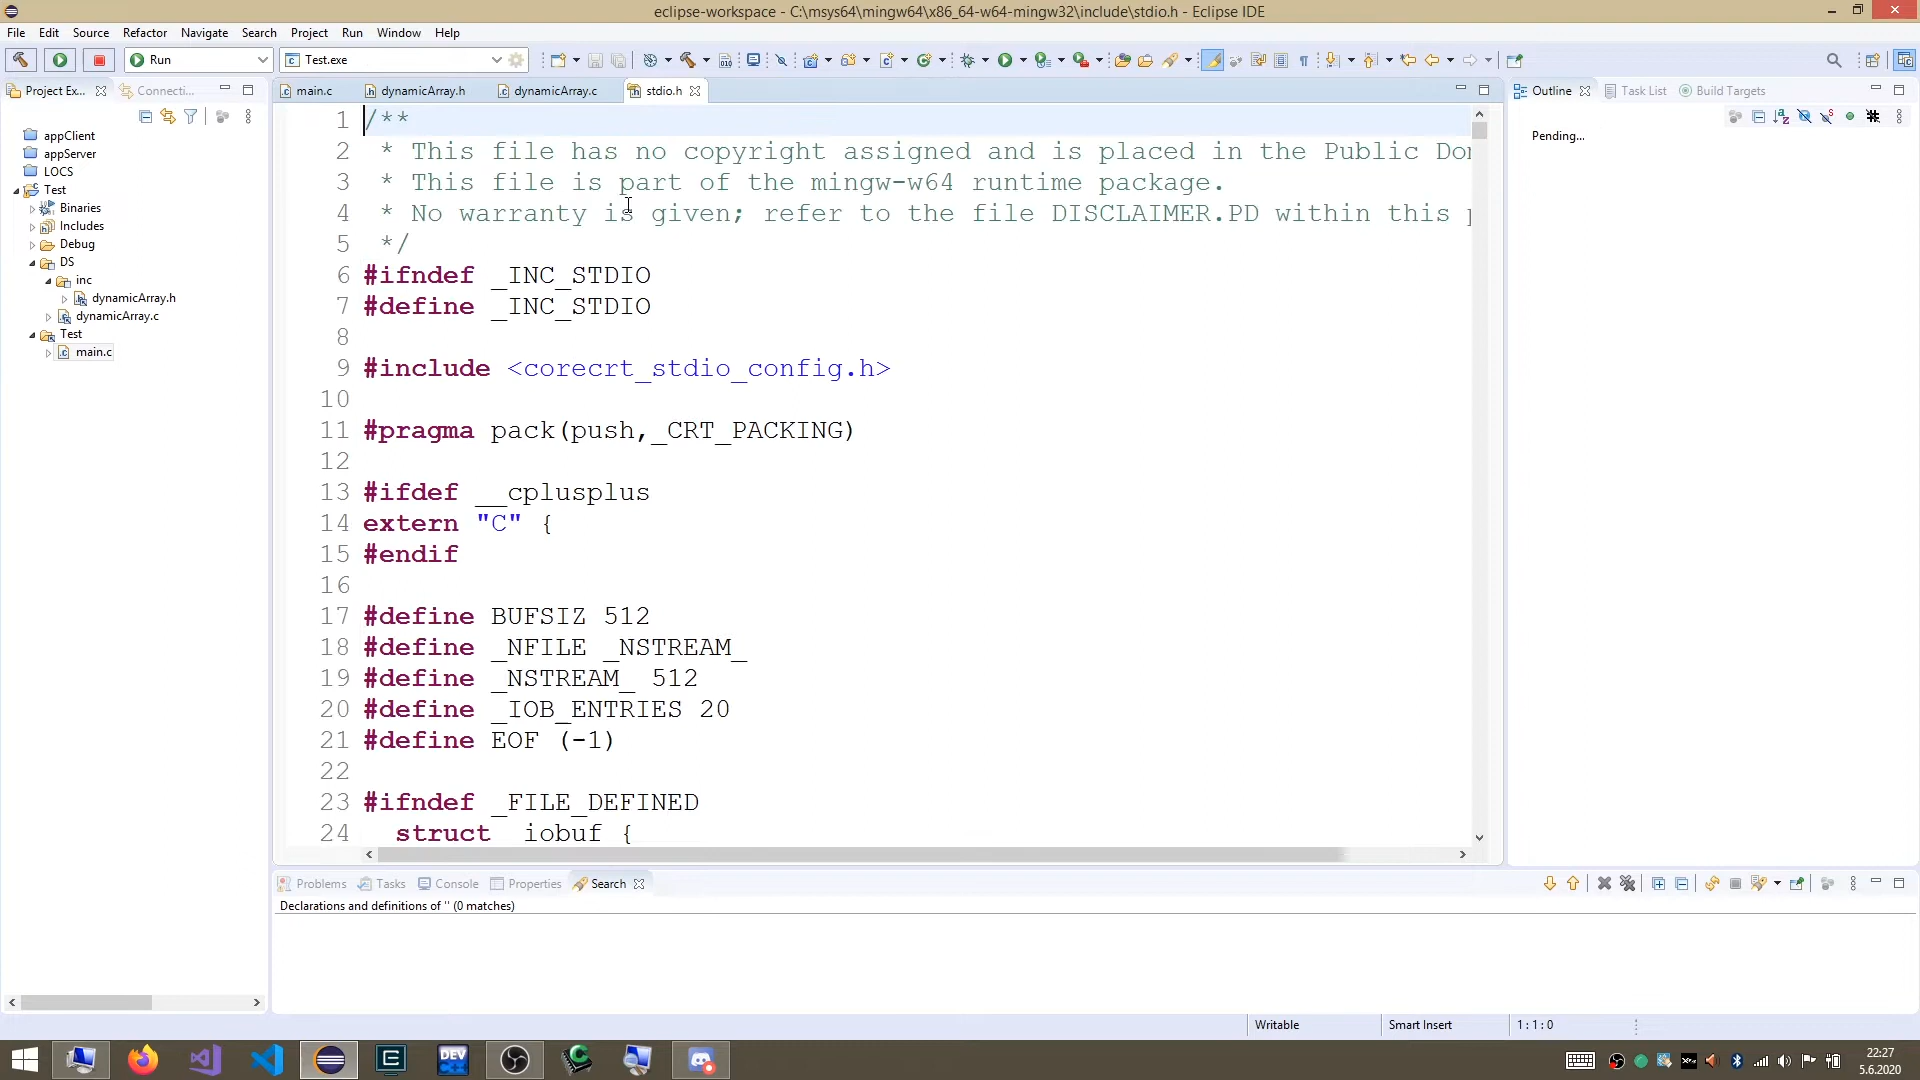 eclipse-workspace - C:\msys64\mingw64\x86_64-w64-mingw32\include\stdio.h - Eclipse IDE
File Edit Source Refactor Navigate Search Project Run Window Help
Run Test.exe
Project Ex... Connecti...
appClient
appServer
LOCS
Test
Binaries
Includes
Debug
DS
inc
dynamicArray.h
dynamicArray.c
Test
main.c
main.c dynamicArray.h dynamicArray.c stdio.h
1 /**
2 * This file has no copyright assigned and is placed in the Public
3 * This file is part of the mingw-w64 runtime package.
4 * No warranty is given; refer to the file DISCLAIMER.PD within this
5 */
6 #ifndef _INC_STDIO
7 #define _INC_STDIO
8
9 #include <corecrt_stdio_config.h>
10
11 #pragma pack(push,_CRT_PACKING)
12
13 #ifdef __cplusplus
14 extern "C" {
15 #endif
16
17 #define BUFSIZ 512
18 #define _NFILE _NSTREAM_
19 #define _NSTREAM_ 512
20 #define _IOB_ENTRIES 20
21 #define EOF (-1)
22
23 #ifndef _FILE_DEFINED
24 struct iobuf {
Outline Task List Build Targets
Pending...
Problems Tasks Console Properties Search
Declarations and definitions of '' (0 matches)
Writable Smart Insert 1 : 1 : 0
DEV
22:27
5.6.2020